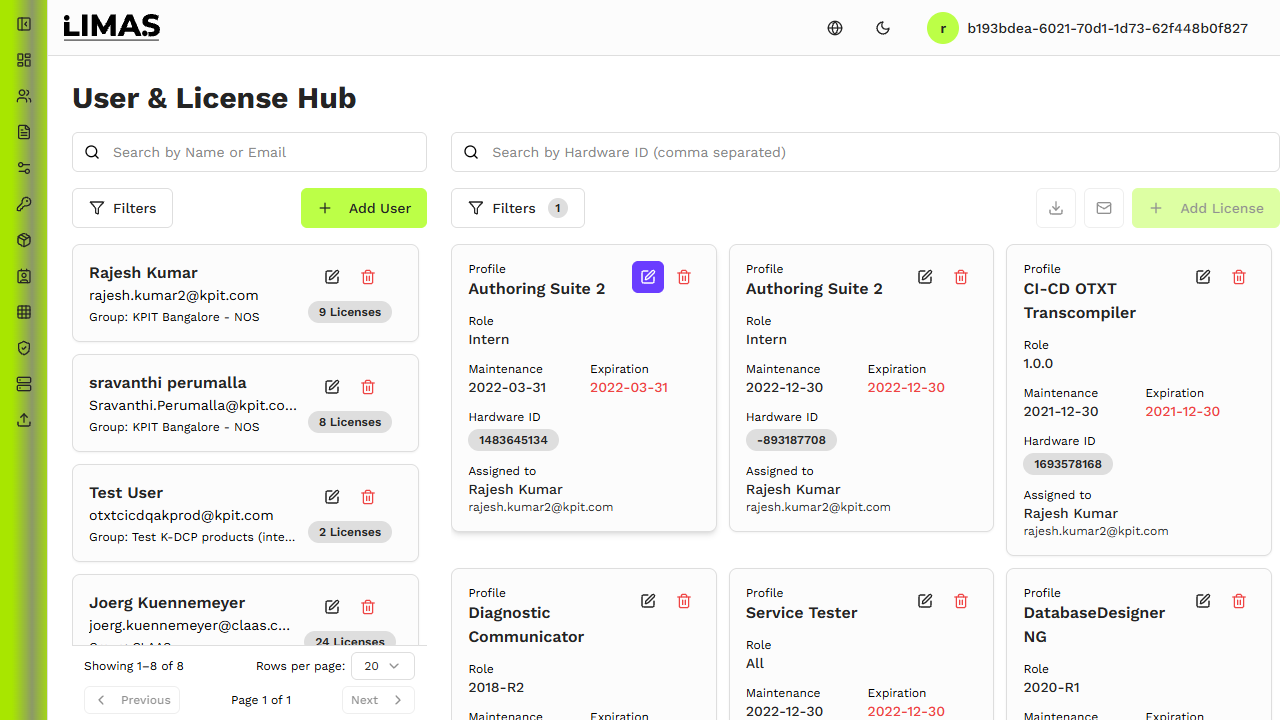 LIMAS
r
b193bdea-6021-70d1-1d73-62f448b0f827
User & License Hub
Search by Name or Email
Search by Hardware ID (comma separated)
Filters
Add User
Filters 1
Add License
Rajesh Kumar
rajesh.kumar2@kpit.com
Group: KPIT Bangalore - NOS
9 Licenses
sravanthi perumalla
Sravanthi.Perumalla@kpit.co...
Group: KPIT Bangalore - NOS
8 Licenses
Test User
otxtcicdqakprod@kpit.com
Group: Test K-DCP products (inte...
2 Licenses
Joerg Kuennemeyer
joerg.kuennemeyer@claas.c...
Group: CLAAS
24 Licenses
Showing 1–8 of 8
Rows per page: 20
Previous
Page 1 of 1
Next
Profile
Authoring Suite 2
Role
Intern
Maintenance Expiration
2022-03-31 2022-03-31
Hardware ID
1483645134
Assigned to
Rajesh Kumar
rajesh.kumar2@kpit.com
Profile
Authoring Suite 2
Role
Intern
Maintenance Expiration
2022-12-30 2022-12-30
Hardware ID
-893187708
Assigned to
Rajesh Kumar
rajesh.kumar2@kpit.com
Profile
CI-CD OTXT
Transcompiler
Role
1.0.0
Maintenance Expiration
2021-12-30 2021-12-30
Hardware ID
1693578168
Assigned to
Rajesh Kumar
rajesh.kumar2@kpit.com
Profile
Diagnostic
Communicator
Role
2018-R2
Maintenance Expiration
Profile
Service Tester
Role
All
Maintenance Expiration
2022-12-30 2022-12-30
Profile
DatabaseDesigner
NG
Role
2020-R1
Maintenance Expiration